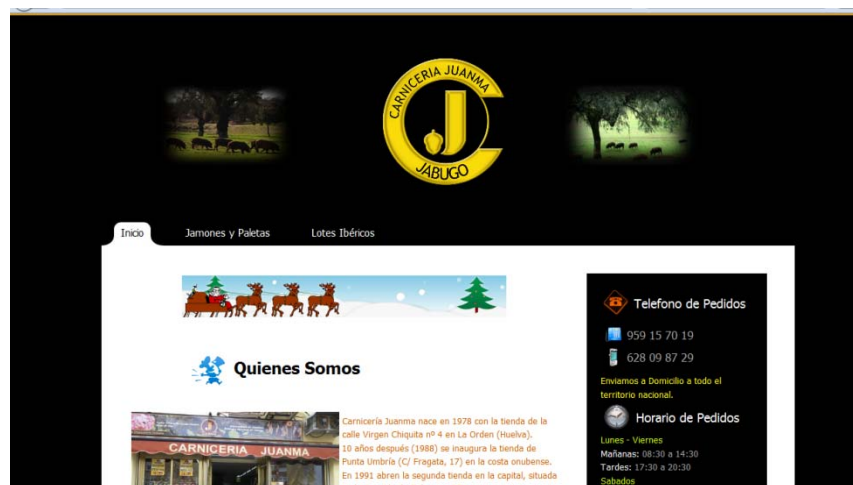 CARNICERIA JUANMA
JABUGO
Inicio
Jamones y Paletas
Lotes Ibéricos
Quienes Somos
CARNICERIA JUANMA
Carnicería Juanma nace en 1978 con la tienda de la
calle Virgen Chiquita nº 4 en La Orden (Huelva).
10 años después (1988) se inaugura la tienda de
Punta Umbría (C/ Fragata, 17) en la costa onubense.
En 1991 abren la segunda tienda en la capital, situada
Telefono de Pedidos
959 15 70 19
628 09 87 29
Enviamos a Domicilio a todo el
territorio nacional.
Horario de Pedidos
Lunes - Viernes
Mañanas: 08:30 a 14:30
Tardes: 17:30 a 20:30
Sabados